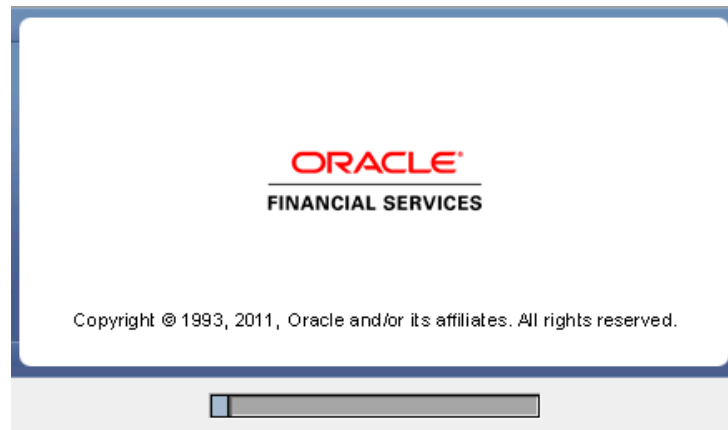 ORACLE®
FINANCIAL SERVICES
Copyright © 1993, 2011, Oracle and/or its affiliates. All rights reserved.